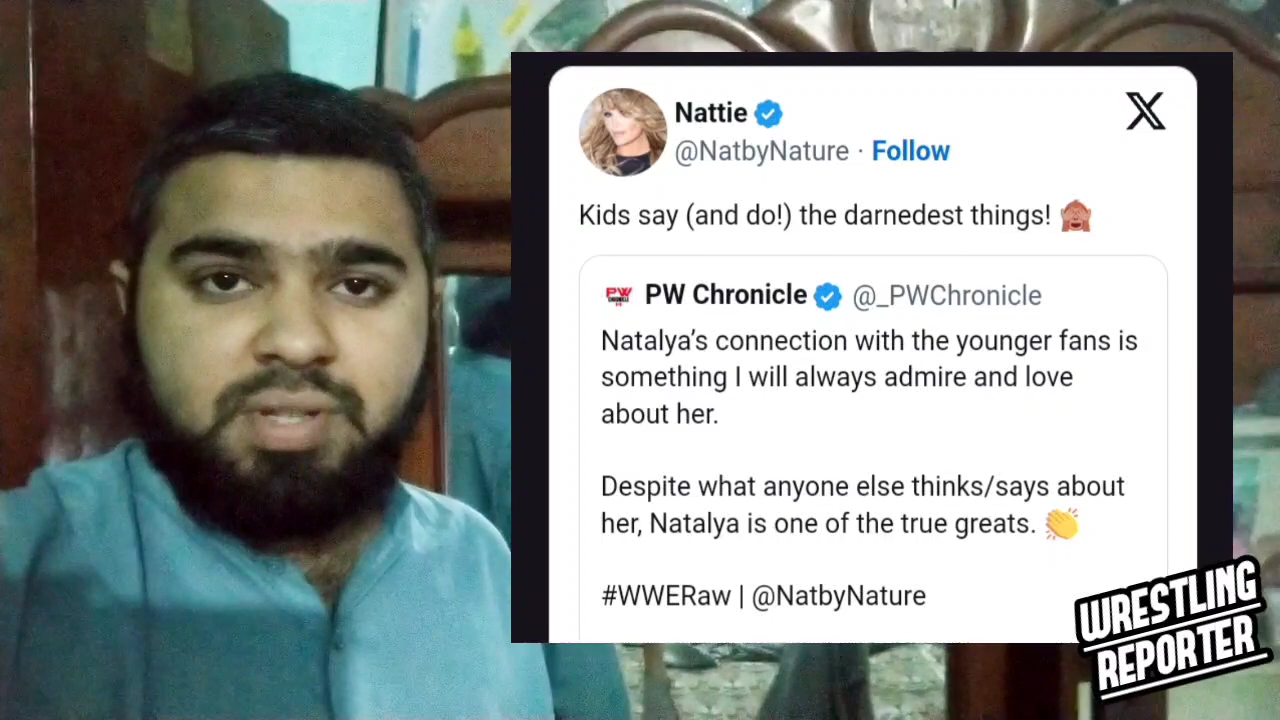 Nattie
@NatbyNature · Follow
Kids say (and do!) the darnedest things! 🙈
PW Chronicle @_PWChronicle
Natalya’s connection with the younger fans is
something I will always admire and love
about her.
Despite what anyone else thinks/says about
her, Natalya is one of the true greats. 👏
#WWERaw | @NatbyNature
WRESTLING
REPORTER